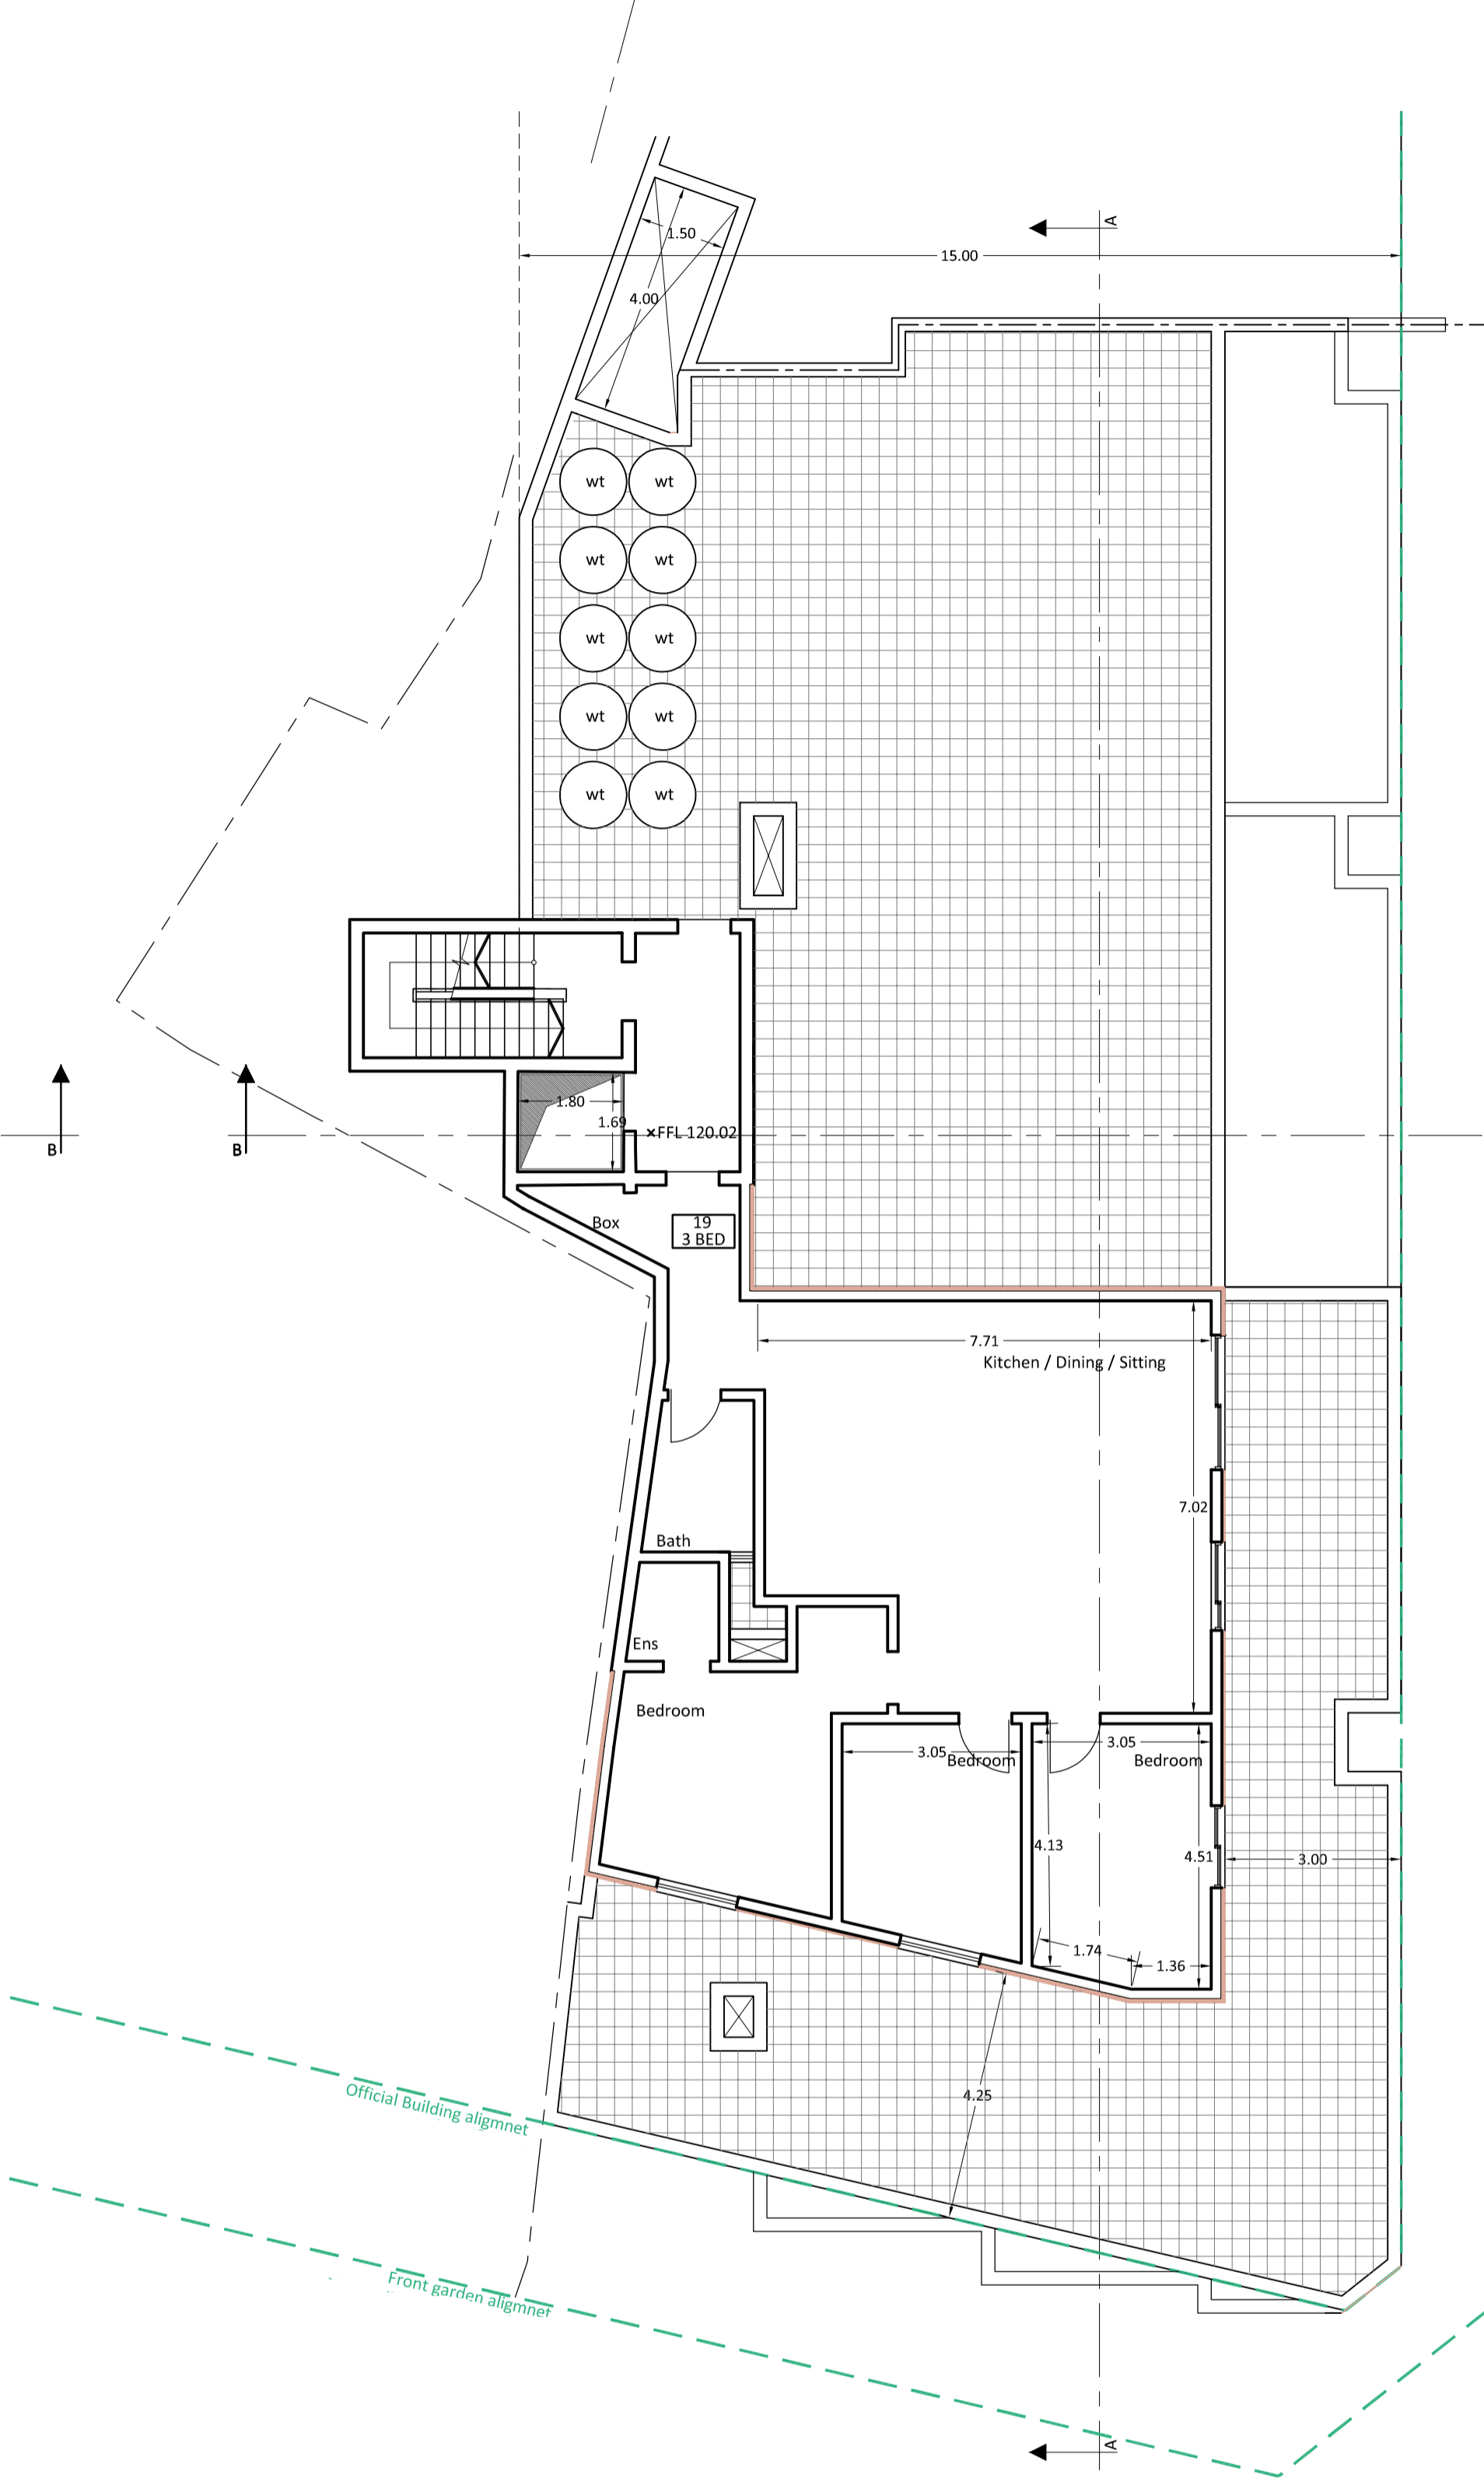 A
1.50
15.00
4.00
wt
wt
wt
wt
wt
wt
wt
wt
wt
wt
1.80
1.69
×FFL 120.02
B
B
Box
19
3 BED
7.71
Kitchen / Dining / Sitting
7.02
Bath
Ens
Bedroom
3.05
Bedroom
3.05
Bedroom
4.13
4.51
3.00
1.74
1.36
4.25
Official Building aligmnet
Front garden aligmnet
A